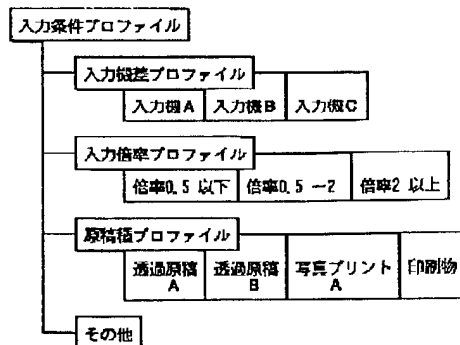 入力条件プロファイル
入力機差プロファイル
入力機A 入力機B 入力機C
入力倍率プロファイル
倍率0.5 以下 倍率0.5 ー2 倍率2 以上
原稿種プロファイル
透過原稿 透過原稿 写真プリント 印刷物
A B A
その他